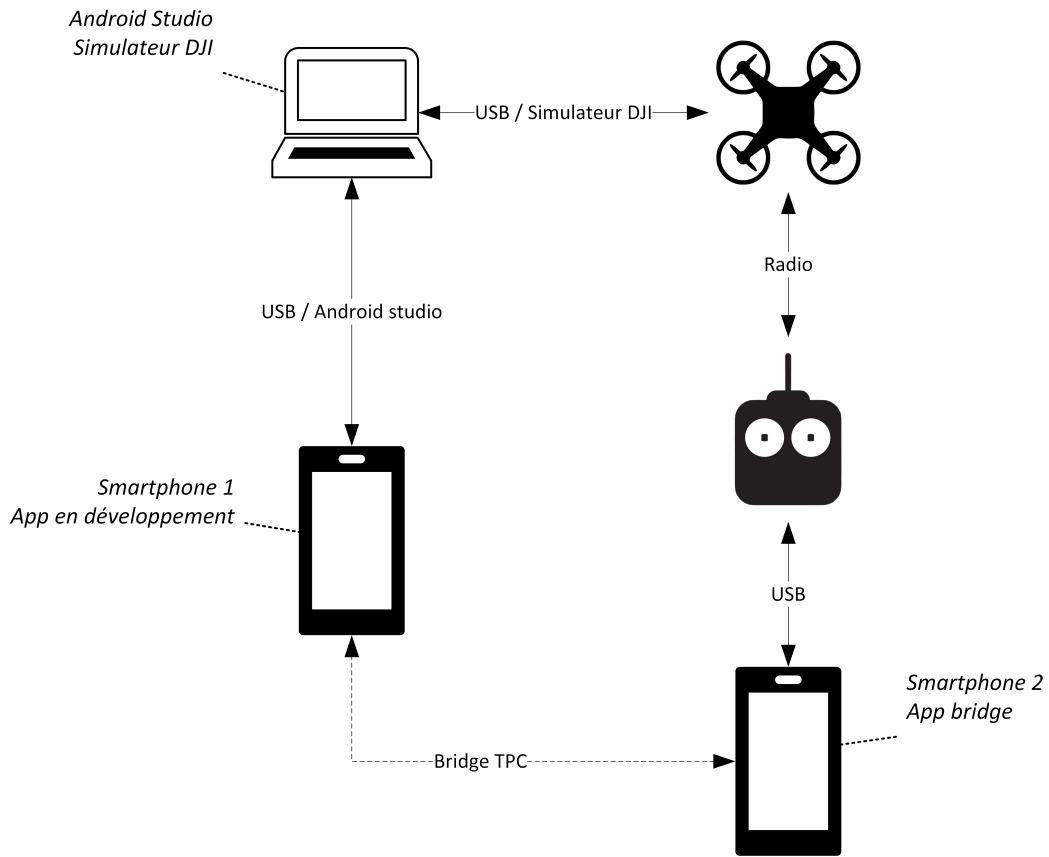 Android Studio
Simulateur DJI
USB / Simulateur DJI
Radio
USB / Android studio
Smartphone 1
App en développement
USB
Smartphone 2
App bridge
Bridge TPC